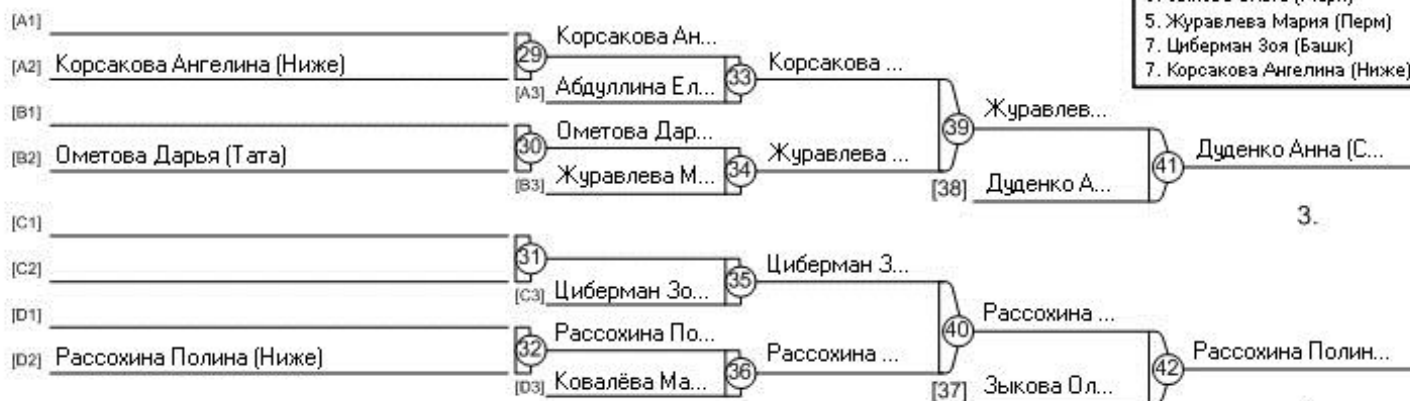 5. Журавлева Мария (Перм)
7. Циберман Зоя (Башк)
7. Корсакова Ангелина (Ниже)
[A1]
[A2] Корсакова Ангелина (Ниже)
29
Корсакова Ан...
[A3] Абдуллина Ел...
33
Корсакова ...
[B1]
[B2] Ометова Дарья (Тата)
30
Ометова Дар...
[B3] Журавлева М...
34
Журавлева ...
39
Журавлев...
[38] Дуденко А...
41
Дуденко Анна (С...
3.
[C1]
[C2]
31
[C3] Циберман Зо...
35
Циберман З...
[D1]
[D2] Рассохина Полина (Ниже)
32
Рассохина По...
[D3] Ковалёва Ма...
36
Рассохина ...
40
Рассохина ...
[37] Зыкова Ол...
42
Рассохина Полин...